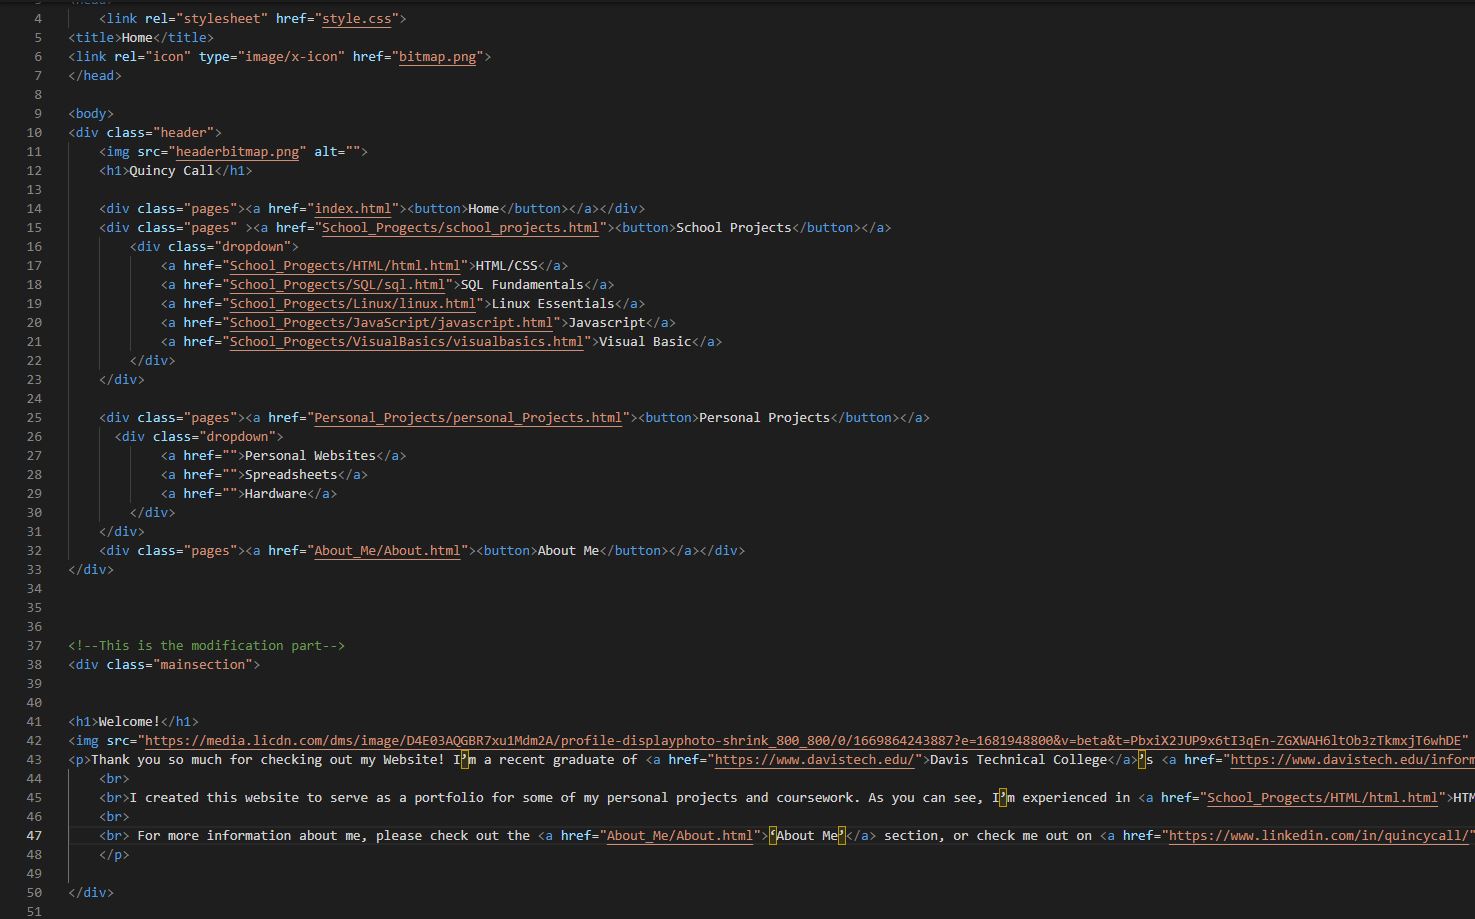 3 <head>
4 <link rel="stylesheet" href="style.css">
5 <title>Home</title>
6 <link rel="icon" type="image/x-icon" href="bitmap.png">
7 </head>
8
9 <body>
10 <div class="header">
11 <img src="headerbitmap.png" alt="">
12 <h1>Quincy Call</h1>
13
14 <div class="pages"><a href="index.html"><button>Home</button></a></div>
15 <div class="pages" ><a href="School_Progects/school_projects.html"><button>School Projects</button></a>
16 <div class="dropdown">
17 <a href="School_Progects/HTML/html.html">HTML/CSS</a>
18 <a href="School_Progects/SQL/sql.html">SQL Fundamentals</a>
19 <a href="School_Progects/Linux/linux.html">Linux Essentials</a>
20 <a href="School_Progects/JavaScript/javascript.html">Javascript</a>
21 <a href="School_Progects/VisualBasics/visualbasics.html">Visual Basic</a>
22 </div>
23 </div>
24
25 <div class="pages"><a href="Personal_Projects/personal_Projects.html"><button>Personal Projects</button></a>
26 <div class="dropdown">
27 <a href="">Personal Websites</a>
28 <a href="">Spreadsheets</a>
29 <a href="">Hardware</a>
30 </div>
31 </div>
32 <div class="pages"><a href="About_Me/About.html"><button>About Me</button></a></div>
33 </div>
34
35
36
37 <!--This is the modification part-->
38 <div class="mainsection">
39
40
41 <h1>Welcome!</h1>
42 <img src="https://media.licdn.com/dms/image/D4E03AQGBR7xu1Mdm2A/profile-displayphoto-shrink_800_800/0/1669864243887?e=1681948800&v=beta&t=PbxiX2JUP9x6tI3qEn-ZGXWAH6ltOb3zTkmxjT6whDE"
43 <p>Thank you so much for checking out my Website! I’m a recent graduate of <a href="https://www.davistech.edu/">Davis Technical College</a>’s <a href="https://www.davistech.edu/inform
44 <br>
45 <br>I created this website to serve as a portfolio for some of my personal projects and coursework. As you can see, I’m experienced in <a href="School_Progects/HTML/html.html">HTM
46 <br>
47 <br> For more information about me, please check out the <a href="About_Me/About.html">‘About Me’</a> section, or check me out on <a href="https://www.linkedin.com/in/quincycall/"
48 </p>
49
50 </div>
51